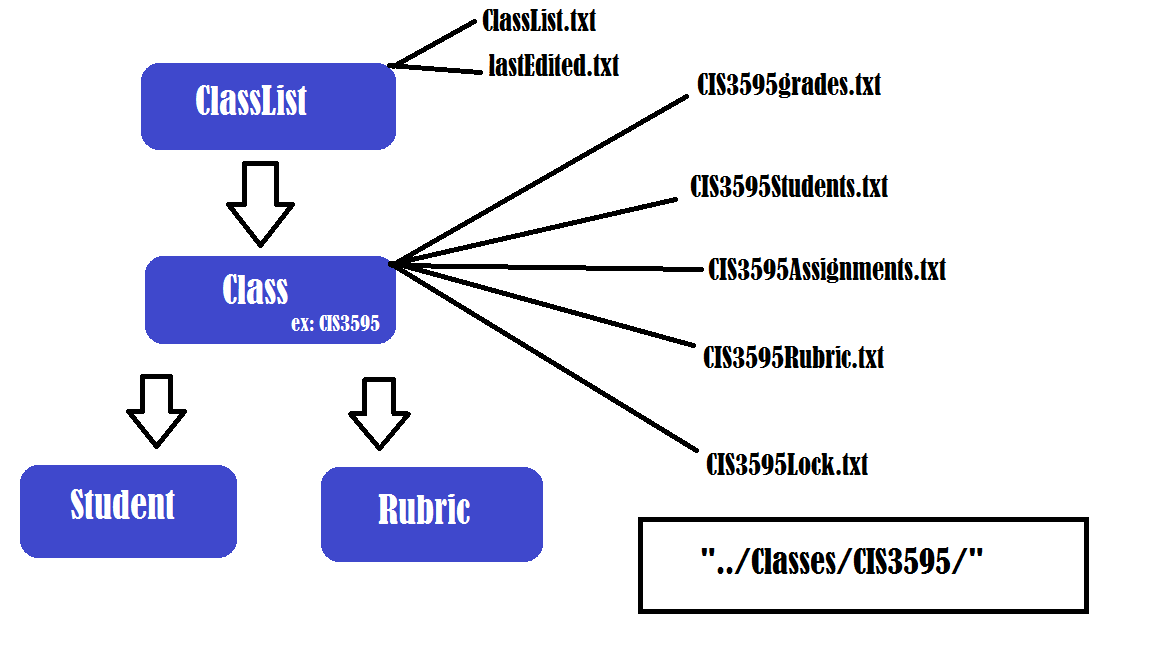 ClassList.txt
lastEdited.txt
ClassList
CIS3595grades.txt
CIS3595Students.txt
CIS3595Assignments.txt
Class
ex: CIS3595
CIS3595Rubric.txt
CIS3595Lock.txt
Student
Rubric
"../Classes/CIS3595/"